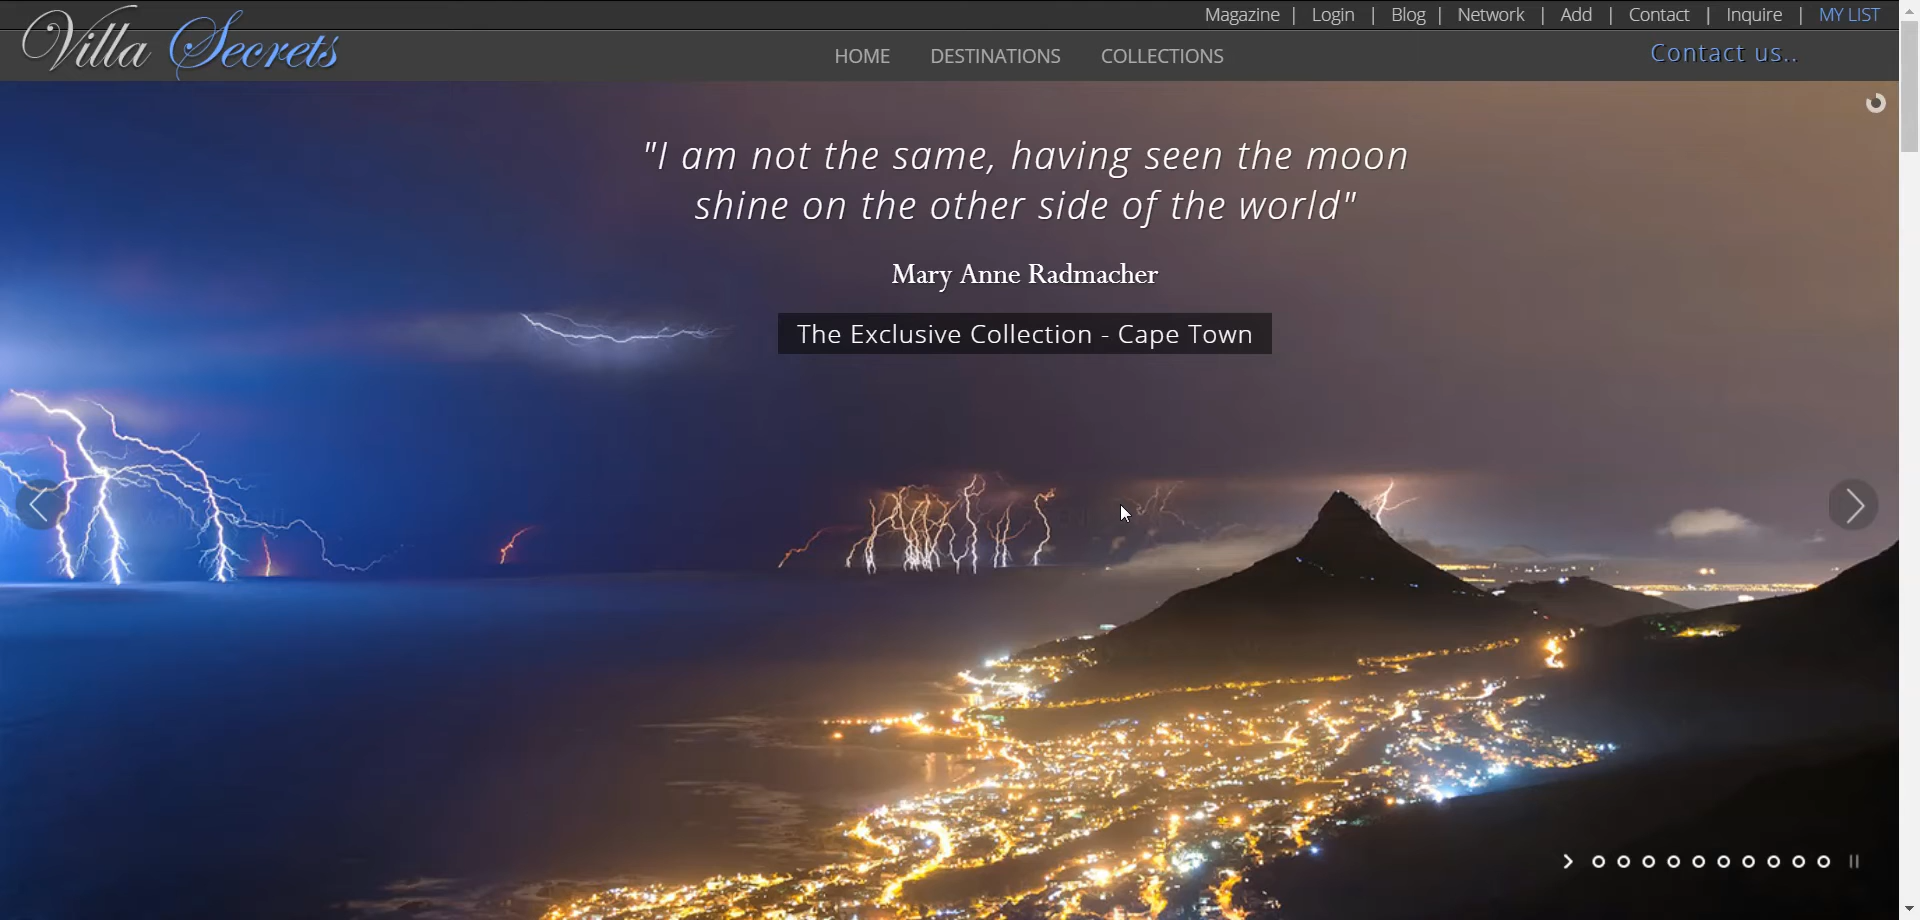 Magazine | Login | Blog | Network | Add | Contact | Inquire | MY LIST
Villa Secrets
HOME DESTINATIONS COLLECTIONS
Contact us..
"I am not the same, having seen the moon
shine on the other side of the world"
Mary Anne Radmacher
The Exclusive Collection - Cape Town